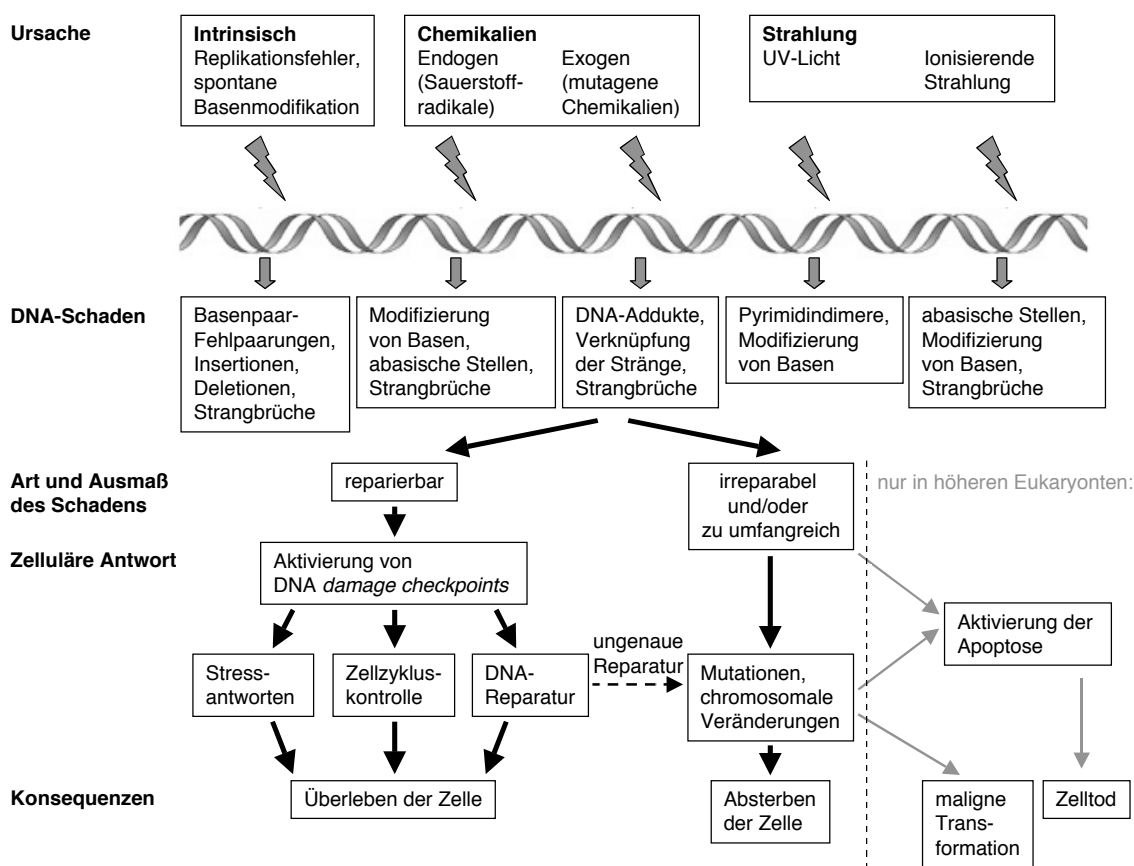 Ursache
Intrinsisch
Replikationsfehler,
spontane
Basenmodifikation
Chemikalien
Endogen
(Sauerstoff-
radikale)
Exogen
(mutagene
Chemikalien)
Strahlung
UV-Licht
Ionisierende
Strahlung
DNA-Schaden
Basenpaar-
Fehlpaarungen,
Insertionen,
Deletionen,
Strangbrüche
Modifizierung
von Basen,
abasische Stellen,
Strangbrüche
DNA-Addukte,
Verknüpfung
der Stränge,
Strangbrüche
Pyrimidindimere,
Modifizierung
von Basen
abasische Stellen,
Modifizierung
von Basen,
Strangbrüche
Art und Ausmaß
des Schadens
reparierbar
irreparabel
und/oder
zu umfangreich
nur in höheren Eukaryonten:
Zelluläre Antwort
Aktivierung von
DNA damage checkpoints
Stress-
antworten
Zellzyklus-
kontrolle
DNA-
Reparatur
ungenaue
Reparatur
Mutationen,
chromosomale
Veränderungen
Aktivierung der
Apoptose
Konsequenzen
Überleben der Zelle
Absterben
der Zelle
maligne
Trans-
formation
Zelltod